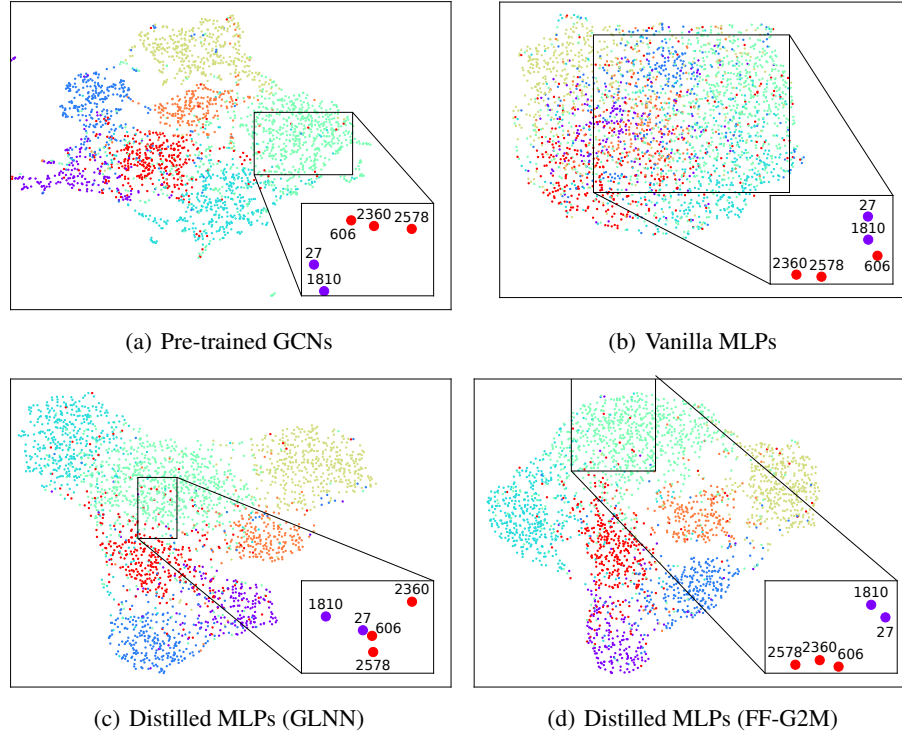 2360 2578
606
27
1810
(a) Pre-trained GCNs
27
1810
2360 2578 606
(b) Vanilla MLPs
2360
1810
27
606
2578
(c) Distilled MLPs (GLNN)
1810
27
2578 2360 606
(d) Distilled MLPs (FF-G2M)